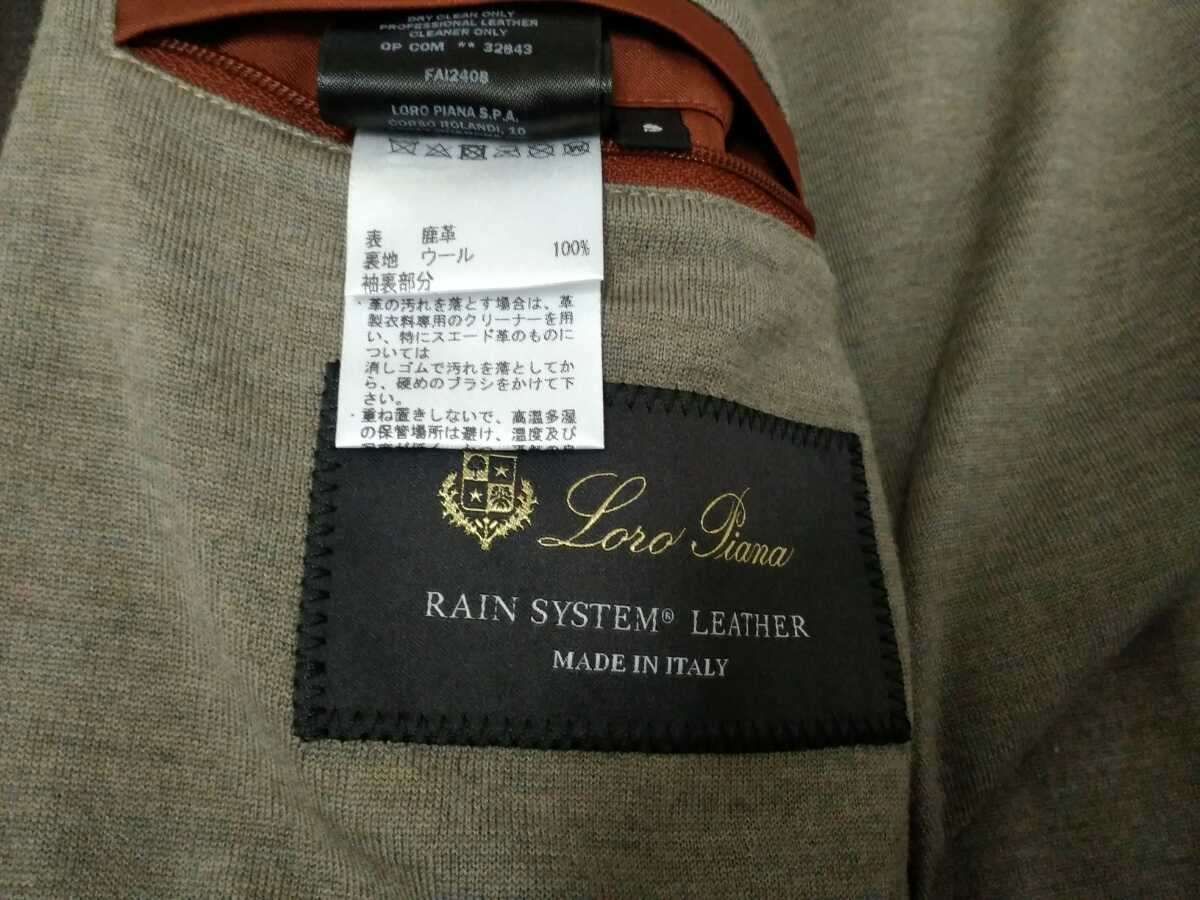 DRY CLEAN ONLY
PROFESSIONAL LEATHER
CLEANER ONLY
QP COM ** 32843
FAI2408
LORO PIANA S.P.A.
CORSO ROLANDI, 10
表 鹿革
裏地 ウール 100%
袖裏部分
・革の汚れを落とす場合は、革
製衣料専用のクリーナーを用
い、特にスエード革のものに
ついては
消しゴムで汚れを落としてか
ら、硬めのブラシをかけて下
さい。
・重ね置きしないで、高温多湿
の保管場所は避け、温度及び
Loro Piana
RAIN SYSTEM® LEATHER
MADE IN ITALY